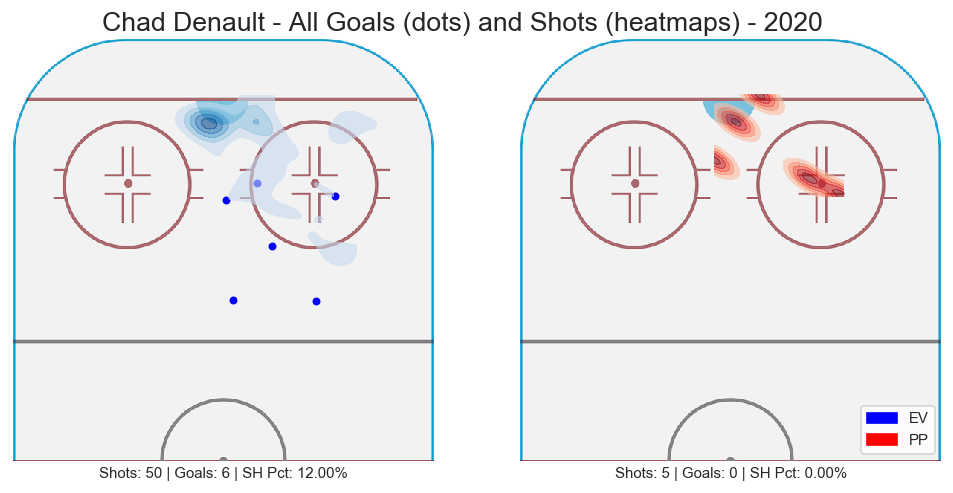 Chad Denault - All Goals (dots) and Shots (heatmaps) - 2020
EV
PP
Shots: 50 | Goals: 6 | SH Pct: 12.00%
Shots: 5 | Goals: 0 | SH Pct: 0.00%